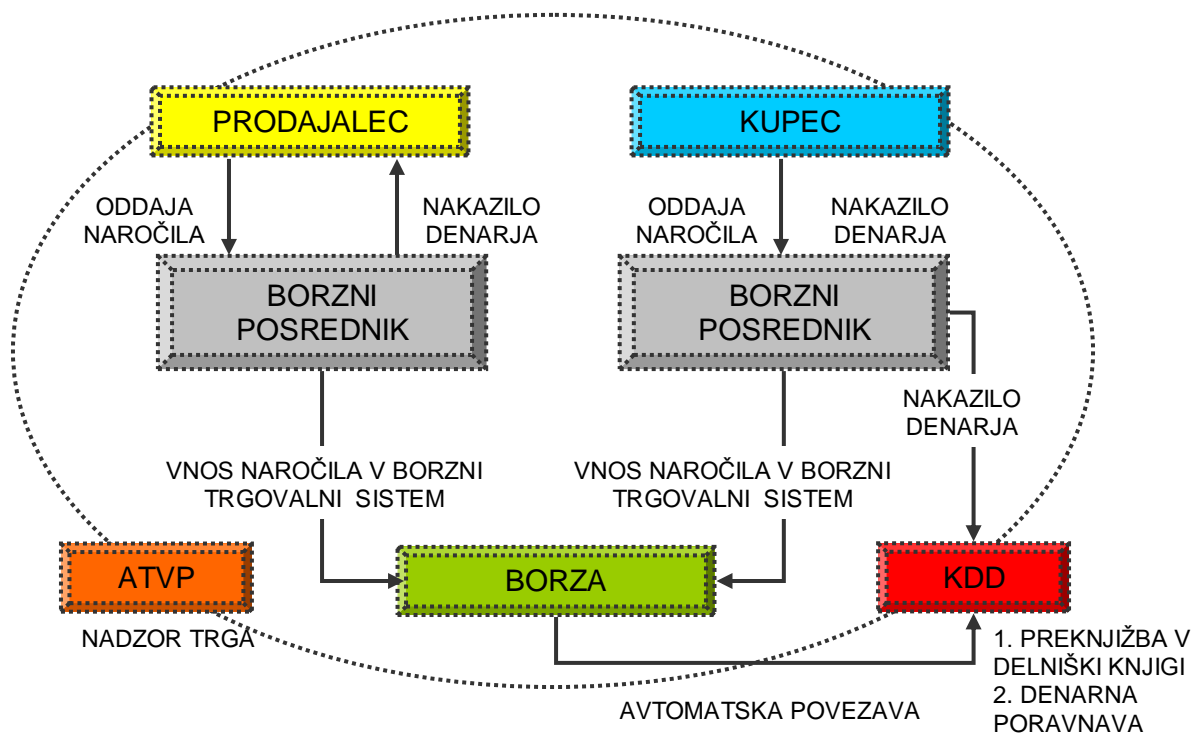 PRODAJALEC
KUPEC
ODDAJA
NAROČILA
NAKAZILO
DENARJA
ODDAJA
NAROČILA
NAKAZILO
DENARJA
BORZNI
POSREDNIK
BORZNI
POSREDNIK
NAKAZILO
DENARJA
VNOS NAROČILA V BORZNI
TRGOVALNI SISTEM
VNOS NAROČILA V BORZNI
TRGOVALNI SISTEM
ATVP
BORZA
KDD
NADZOR TRGA
1. PREKNJIŽBA V
DELNIŠKI KNJIGI
2. DENARNA
PORAVNAVA
AVTOMATSKA POVEZAVA